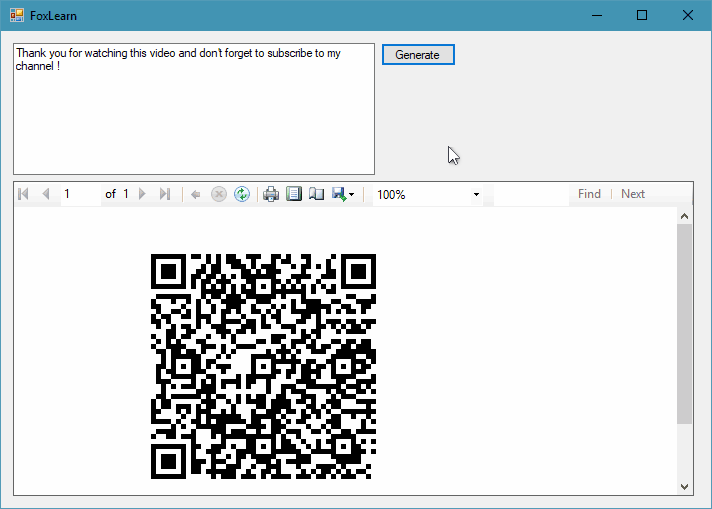 FoxLearn
Thank you for watching this video and don't forget to subscribe to my
channel !
Generate
1 of 1 100% Find Next